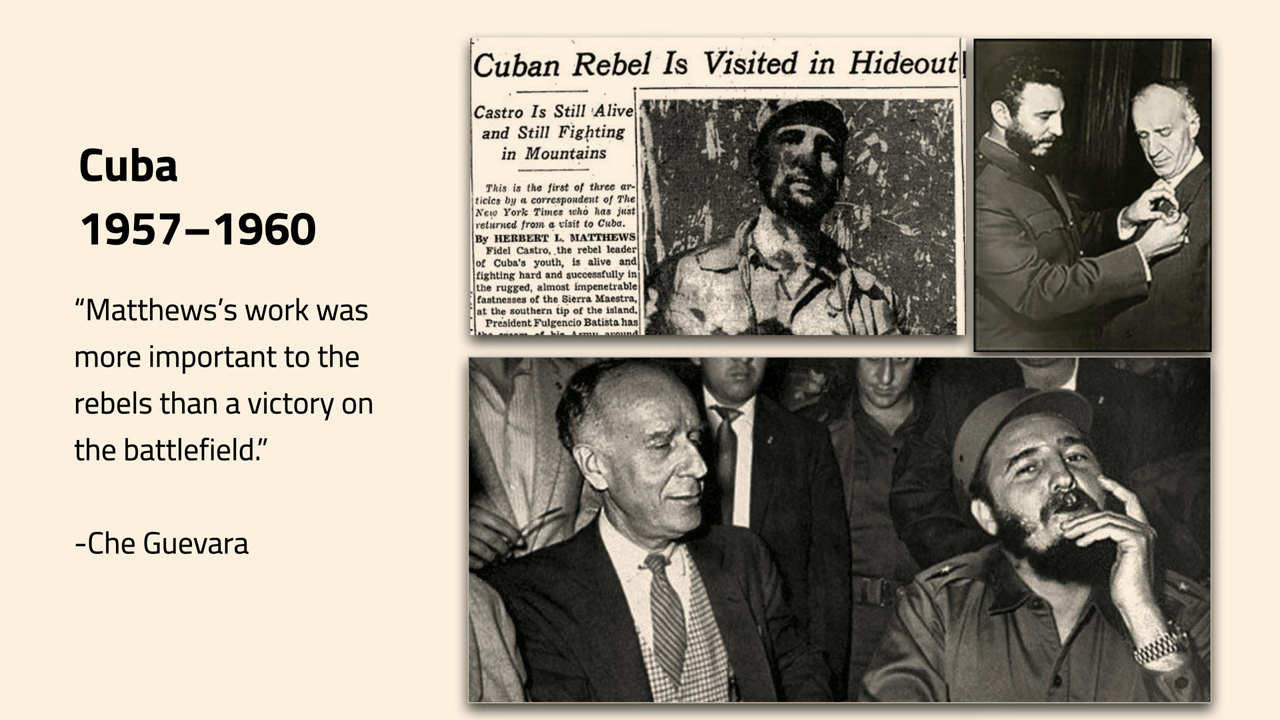 Cuba
1957–1960
“Matthews’s work was
more important to the
rebels than a victory on
the battlefield.”
-Che Guevara
Cuban Rebel Is Visited in Hideout
Castro Is Still Alive
and Still Fighting
in Mountains
This is the first of three ar-
ticles by a correspondent of The
New York Times who has just
returned from a visit to Cuba.
By HERBERT L. MATTHEWS
Fidel Castro, the rebel leader
of Cuba's youth, is alive and
fighting hard and successfully in
the rugged, almost impenetrable
fastnesses of the Sierra Maestra,
at the southern tip of the island.
President Fulgencio Batista has